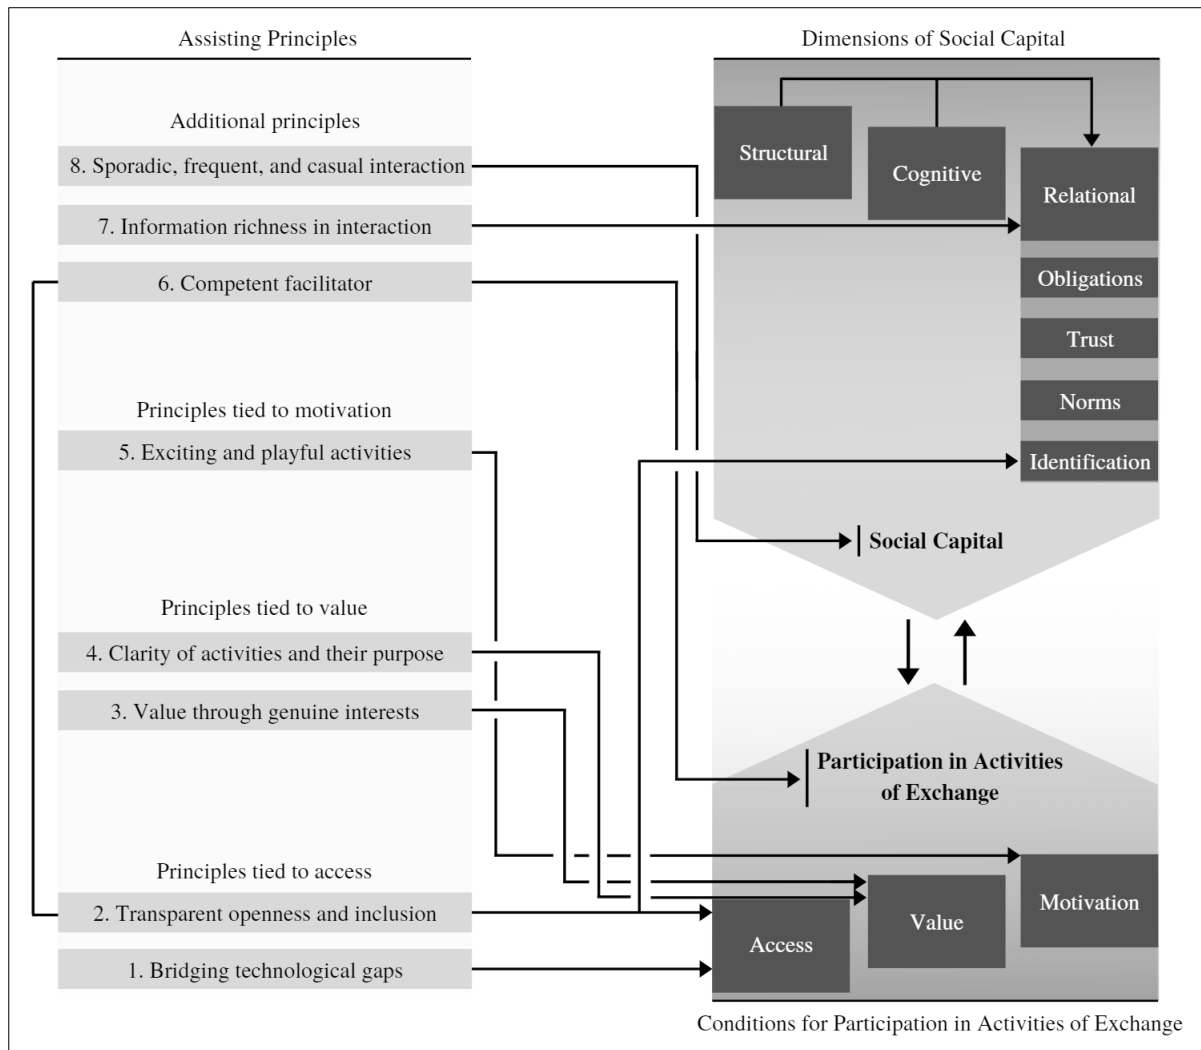 Assisting Principles
Additional principles
8. Sporadic, frequent, and casual interaction
7. Information richness in interaction
6. Competent facilitator
Principles tied to motivation
5. Exciting and playful activities
Principles tied to value
4. Clarity of activities and their purpose
3. Value through genuine interests
Principles tied to access
2. Transparent openness and inclusion
1. Bridging technological gaps
Dimensions of Social Capital
Structural
Cognitive
Relational
Obligations
Trust
Norms
Identification
Social Capital
Participation in Activities
of Exchange
Motivation
Value
Access
Conditions for Participation in Activities of Exchange